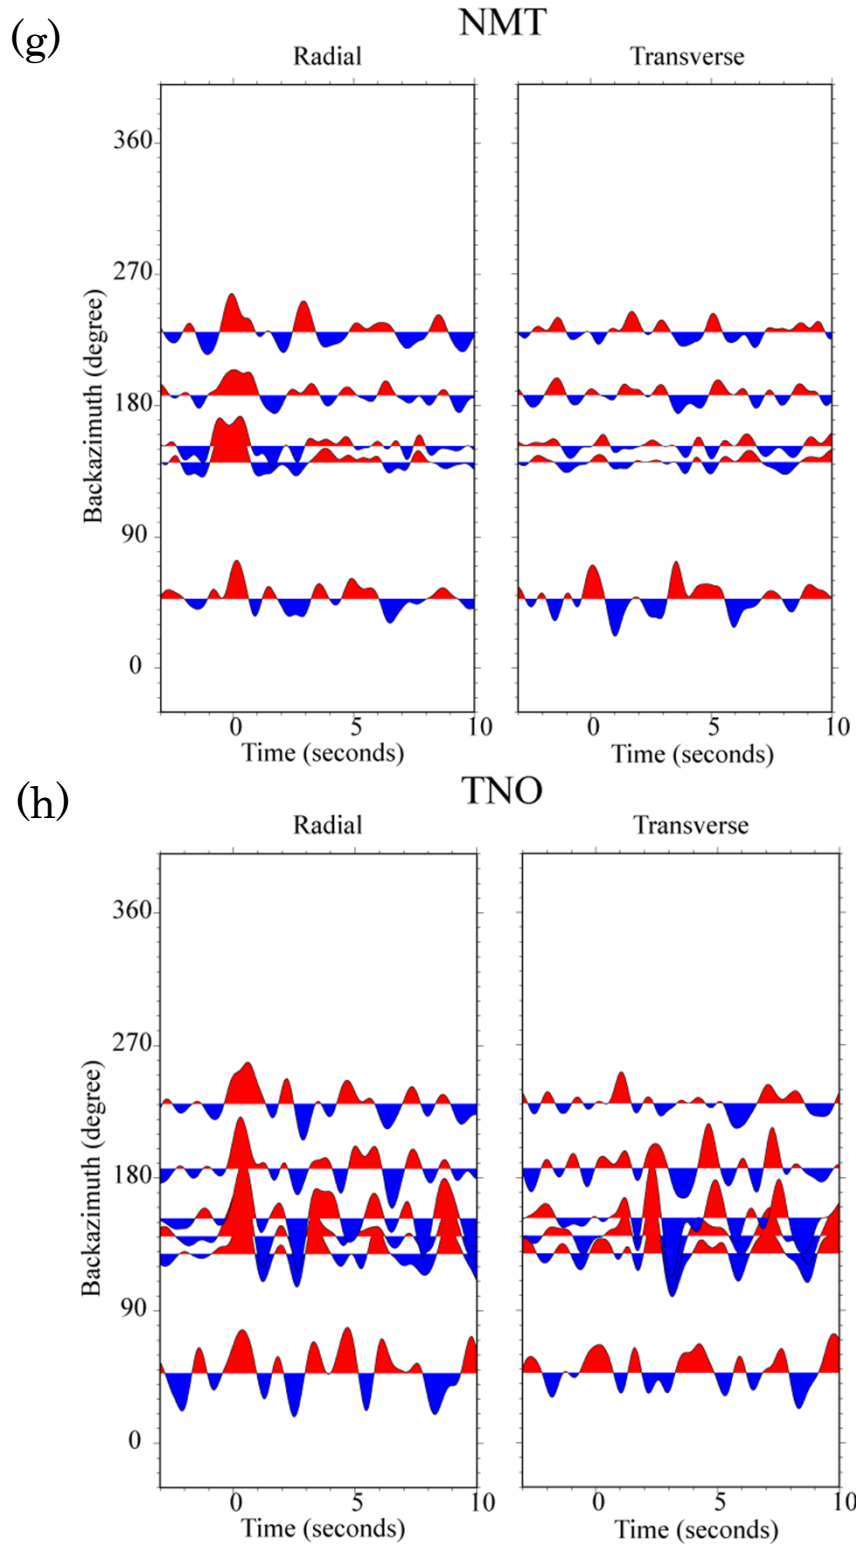 (g)
NMT
Radial Transverse
360
270
180
90
0
Backazimuth (degree)
0 5 10 0 5 10
Time (seconds) Time (seconds)
(h)
TNO
Radial Transverse
360
270
180
90
0
Backazimuth (degree)
0 5 10 0 5 10
Time (seconds) Time (seconds)